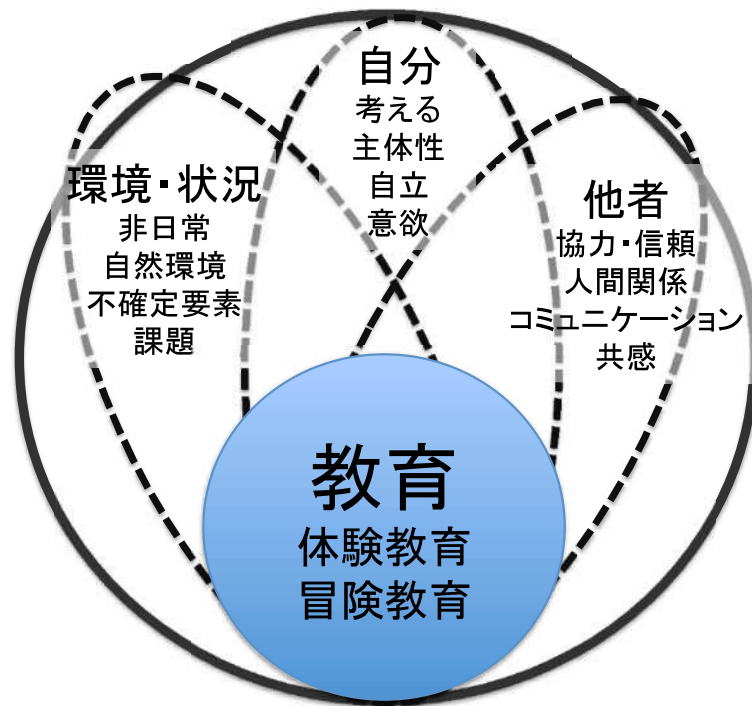 自分
考える
主体性
自立
意欲
環境・状況
非日常
自然環境
不確定要素
課題
他者
協力・信頼
人間関係
コミュニケーション
共感
教育
体験教育
冒険教育